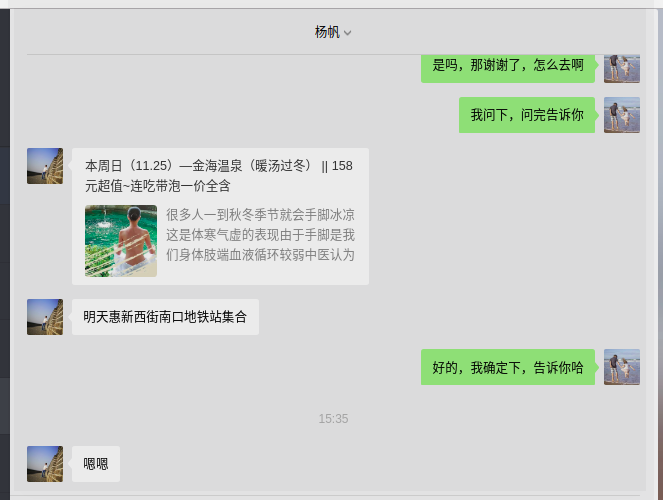 杨帆
是吗，那谢谢了，怎么去啊
我问下，问完告诉你
本周日（11.25）—金海温泉（暖汤过冬） || 158
元超值~连吃带泡一价全含
很多人一到秋冬季节就会手脚冰凉
这是体寒气虚的表现由于手脚是我
们身体肢端血液循环较弱中医认为
明天惠新西街南口地铁站集合
好的，我确定下，告诉你哈
15:35
嗯嗯